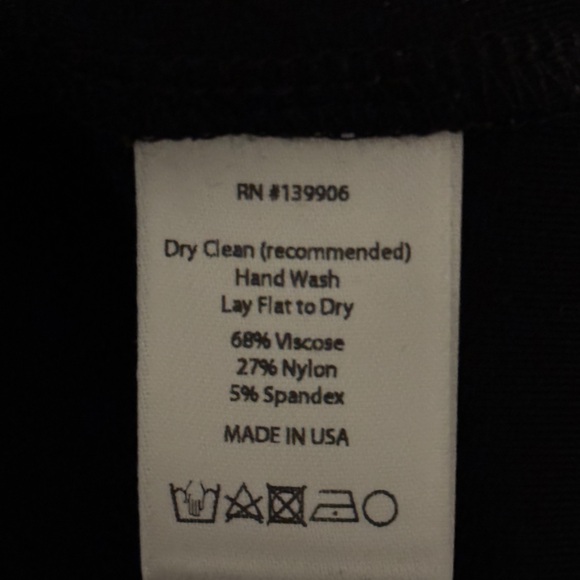 RN #139906
Dry Clean (recommended)
Hand Wash
Lay Flat to Dry
68% Viscose
27% Nylon
5% Spandex
MADE IN USA